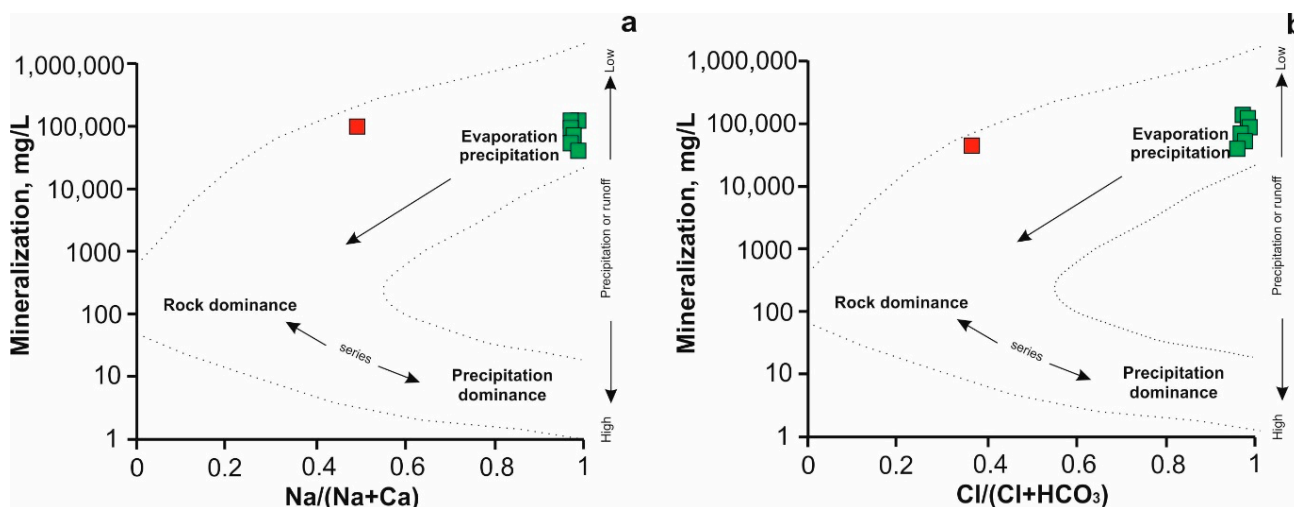 a
Mineralization, mg/L
1,000,000
100,000
10,000
1000
100
10
1
0
0.2
0.4
0.6
0.8
1
Na/(Na+Ca)
Evaporation
precipitation
Rock dominance
series
Precipitation
dominance
Low
Precipitation or runoff
High
b
Mineralization, mg/L
1,000,000
100,000
10,000
1000
100
10
1
0
0.2
0.4
0.6
0.8
1
Cl/(Cl+HCO₃)
Evaporation
precipitation
Rock dominance
series
Precipitation
dominance
Low
Precipitation or runoff
High